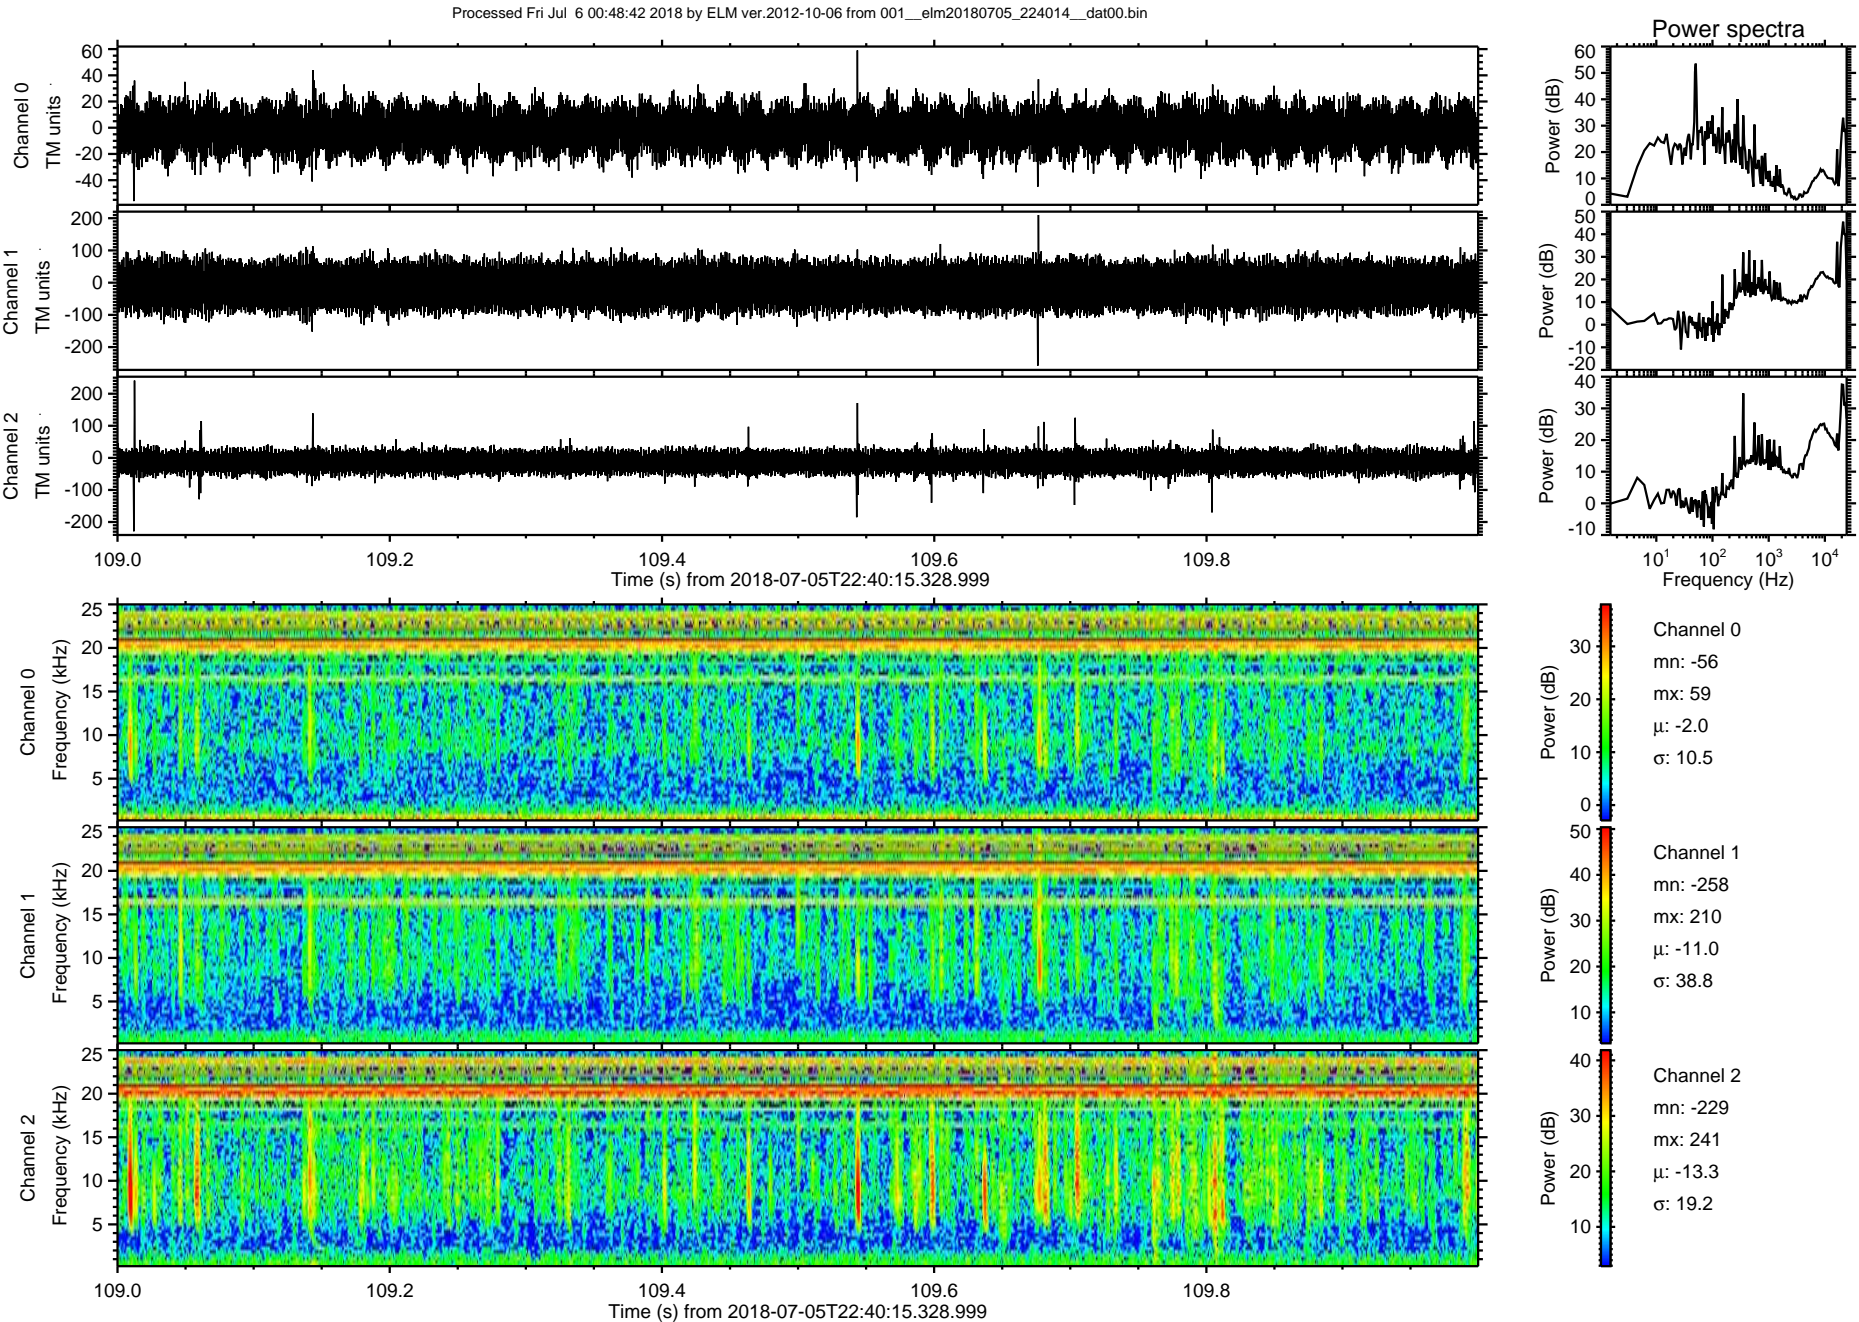 Processed Fri Jul  6 00:48:42 2018 by ELM ver.2012-10-06 from 001__elm20180705_224014__dat00.bin
Power spectra
Channel 0
TM units
60
40
20
0
-20
-40
Power (dB)
60
50
40
30
20
10
0
Channel 1
TM units
200
100
0
-100
-200
Power (dB)
50
40
30
20
10
0
-10
-20
Channel 2
TM units
200
100
0
-100
-200
Power (dB)
40
30
20
10
0
-10
109.0 109.2 109.4 109.6 109.8
Time (s) from 2018-07-05T22:40:15.328.999
10^1 10^2 10^3 10^4
Frequency (Hz)
Channel 0
Frequency (kHz)
25
20
15
10
5
Power (dB)
30
20
10
0
Channel 0
mn: -56
mx: 59
μ: -2.0
σ: 10.5
Channel 1
Frequency (kHz)
25
20
15
10
5
Power (dB)
50
40
30
20
10
Channel 1
mn: -258
mx: 210
μ: -11.0
σ: 38.8
Channel 2
Frequency (kHz)
25
20
15
10
5
Power (dB)
40
30
20
10
Channel 2
mn: -229
mx: 241
μ: -13.3
σ: 19.2
109.0 109.2 109.4 109.6 109.8
Time (s) from 2018-07-05T22:40:15.328.999